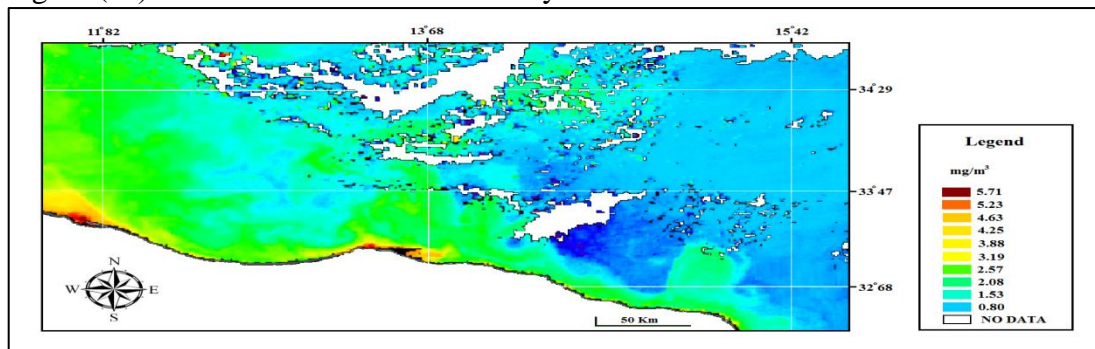 11°82 13°68 15°42
34°29
33°47
32°68
N
W E
S
50 Km
Legend
mg/m³
5.71
5.23
4.63
4.25
3.88
3.19
2.57
2.08
1.53
0.80
NO DATA